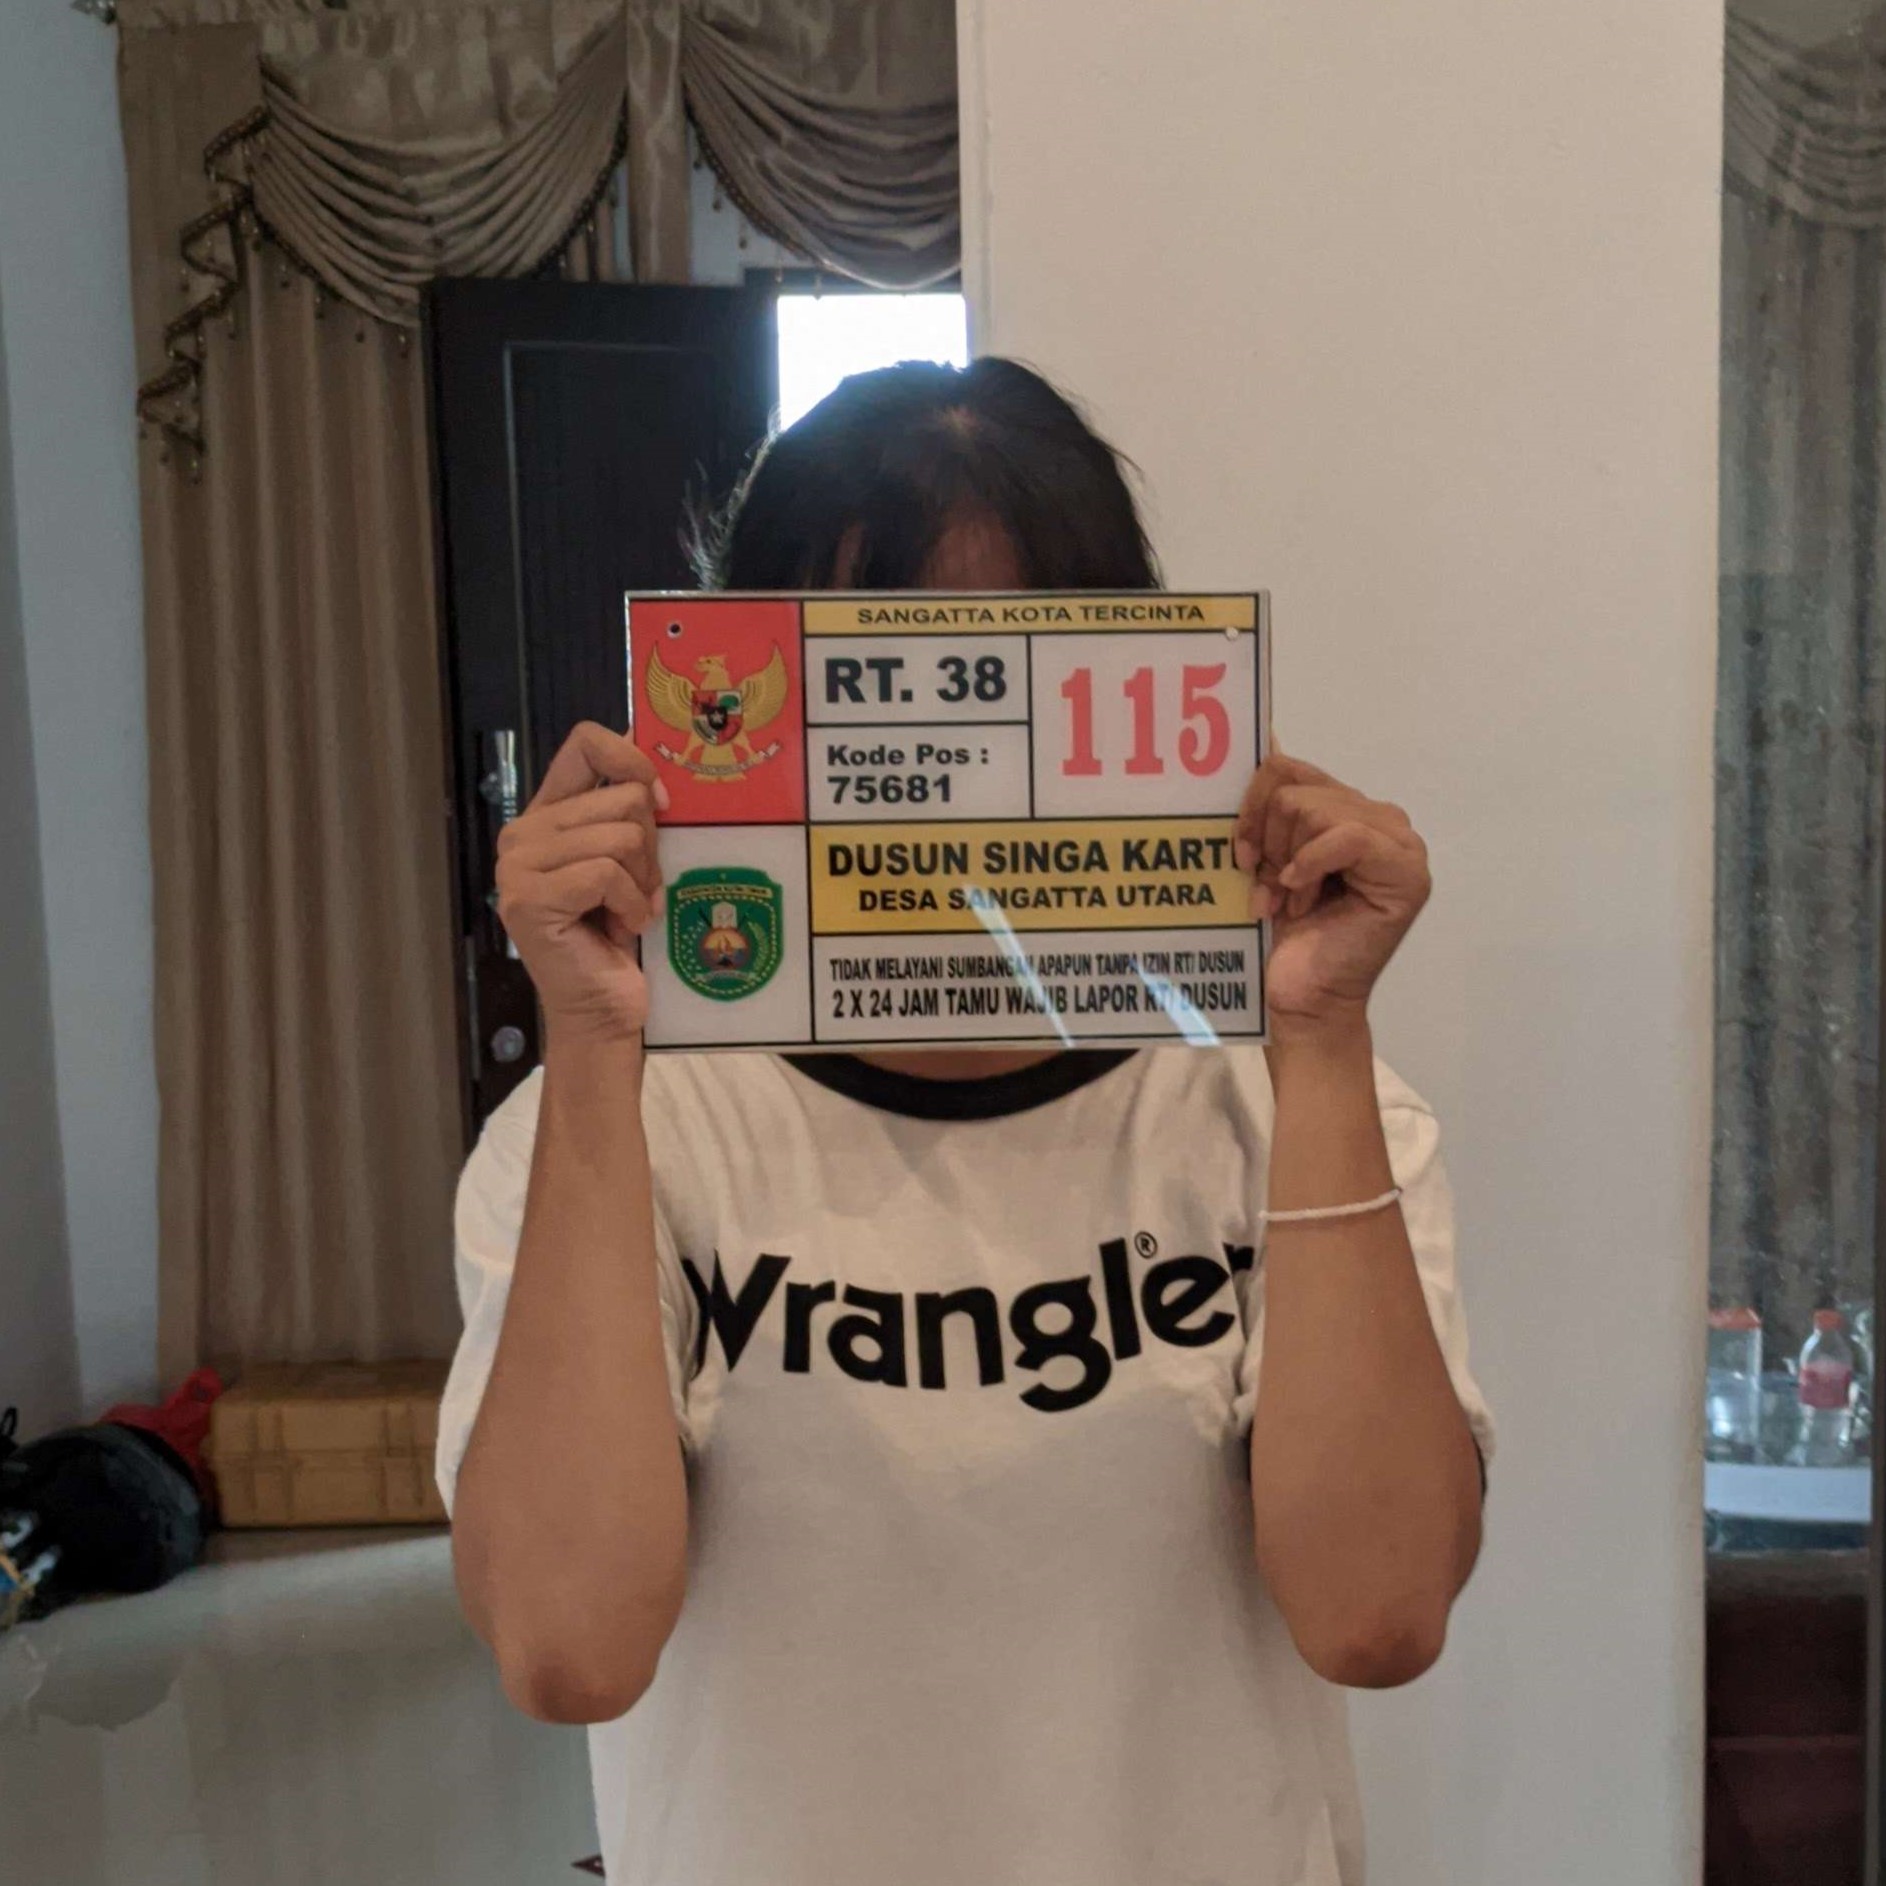 SANGATTA KOTA TERCINTA
RT. 38
115
Kode Pos :
75681
DUSUN SINGA
DESA SANGATTA UTARA
TIDAK MELAYANI SUMBANGAN APAPUN TANPA IZIN RT/ DUSUN
2 X 24 JAM TAMU WAJIB LAPOR RT/ DUSUN
Wrangler®